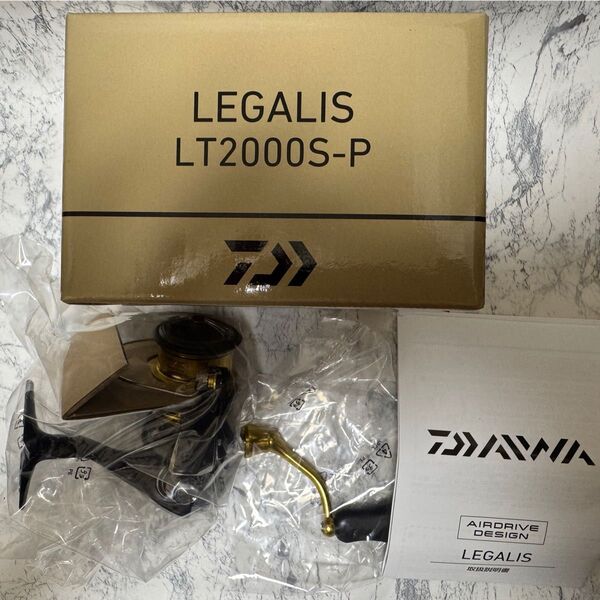 LEGALIS
LT2000S-P
DAIWA
AIRDRIVE
DESIGN
LEGALIS
取扱説明書